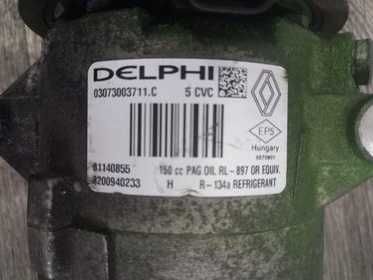 DELPHI
03073003711.C 5 CVC
EPS
Hungary
01140855 150 cc PAG OIL RL-897 OR EQUIV.
8200940233 H R-134a REFRIGERANT